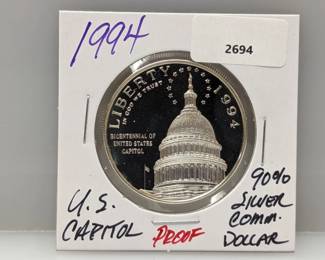 1994
2694
LIBERTY
IN GOD WE TRUST
1994
BICENTENNIAL OF
UNITED STATES
CAPITOL
U.S.
CAPITOL
PROOF
90%
SILVER
COMM.
DOLLAR